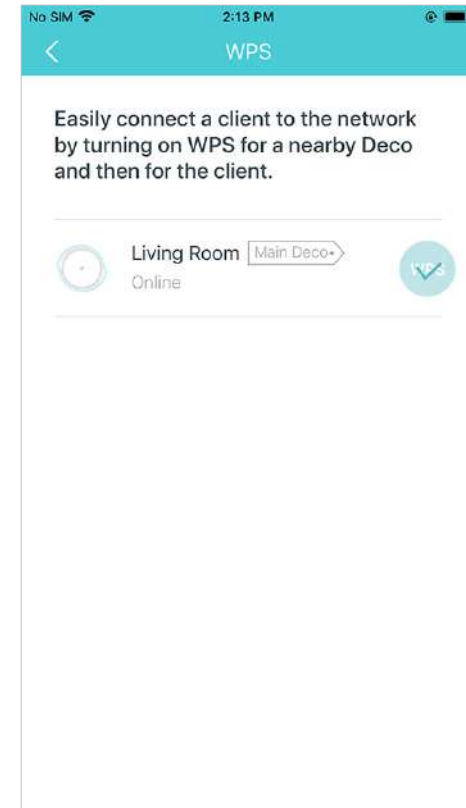 No SIM 2:13 PM
WPS
Easily connect a client to the network
by turning on WPS for a nearby Deco
and then for the client.
Living Room Main Deco
Online
WPS